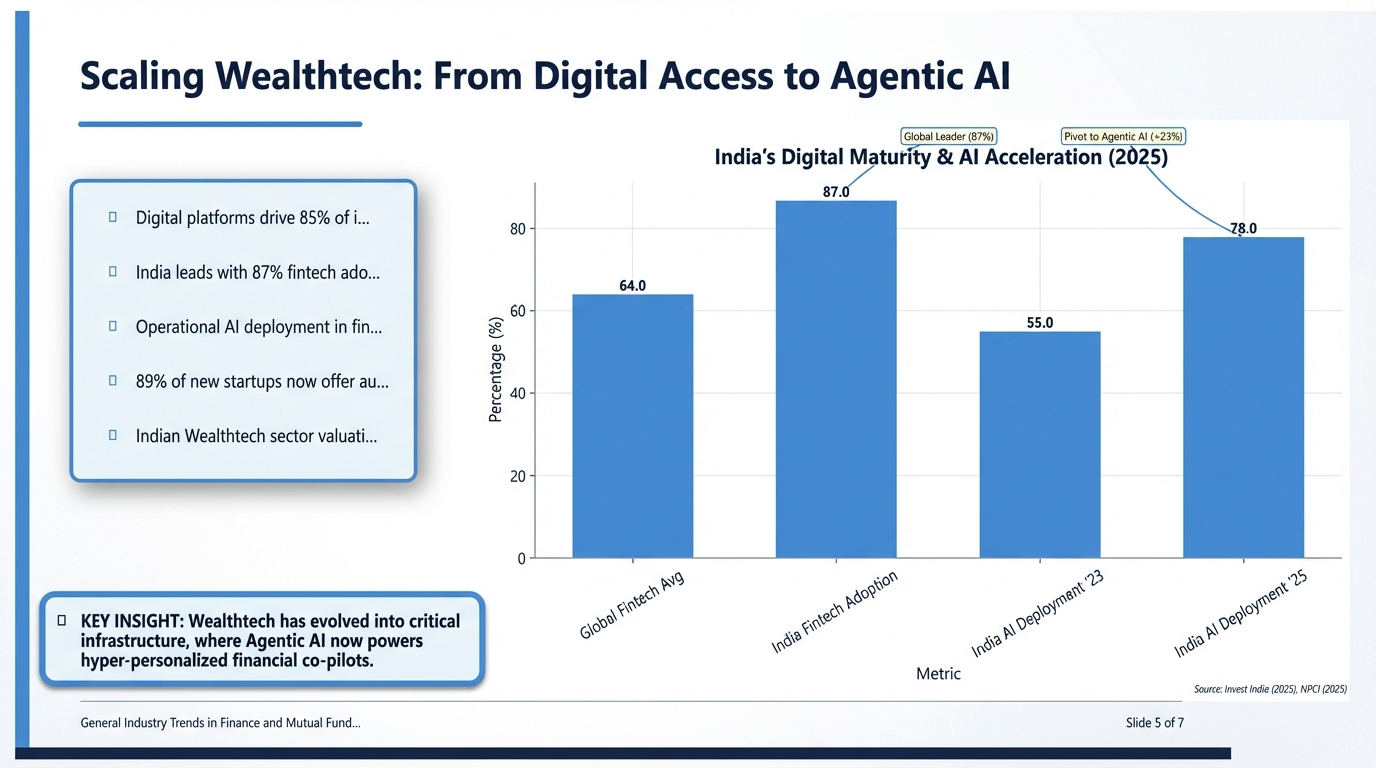 Scaling Wealthtech: From Digital Access to Agentic AI
Digital platforms drive 85% of i...
India leads with 87% fintech ado...
Operational AI deployment in fin...
89% of new startups now offer au...
Indian Wealthtech sector valuati...
KEY INSIGHT: Wealthtech has evolved into critical
infrastructure, where Agentic AI now powers
hyper-personalized financial co-pilots.
Global Leader (87%)
Pivot to Agentic AI (+23%)
India's Digital Maturity & AI Acceleration (2025)
Percentage (%)
80
60
40
20
0
64.0
87.0
55.0
78.0
Global Fintech Avg
India Fintech Adoption
India AI Deployment '23
India AI Deployment '25
Metric
Source: Invest India (2025), NPCI (2025)
General Industry Trends in Finance and Mutual Fund...
Slide 5 of 7